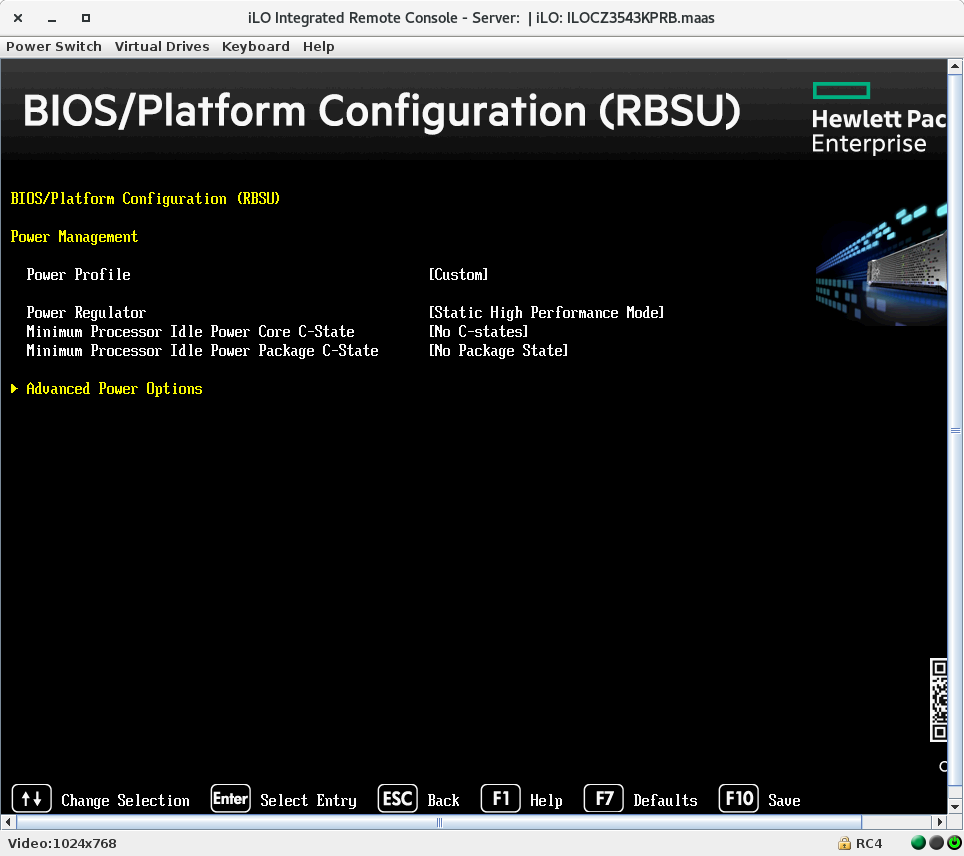 iLO Integrated Remote Console - Server:  | iLO: ILOCZ3543KPRB.maas
Power Switch Virtual Drives Keyboard Help
BIOS/Platform Configuration (RBSU)
Hewlett Pac
Enterprise
BIOS/Platform Configuration (RBSU)
Power Management
Power Profile [Custom]
Power Regulator [Static High Performance Mode]
Minimum Processor Idle Power Core C-State [No C-states]
Minimum Processor Idle Power Package C-State [No Package State]
Advanced Power Options
↑↓ Change Selection Enter Select Entry ESC Back F1 Help F7 Defaults F10 Save
Video:1024x768 RC4